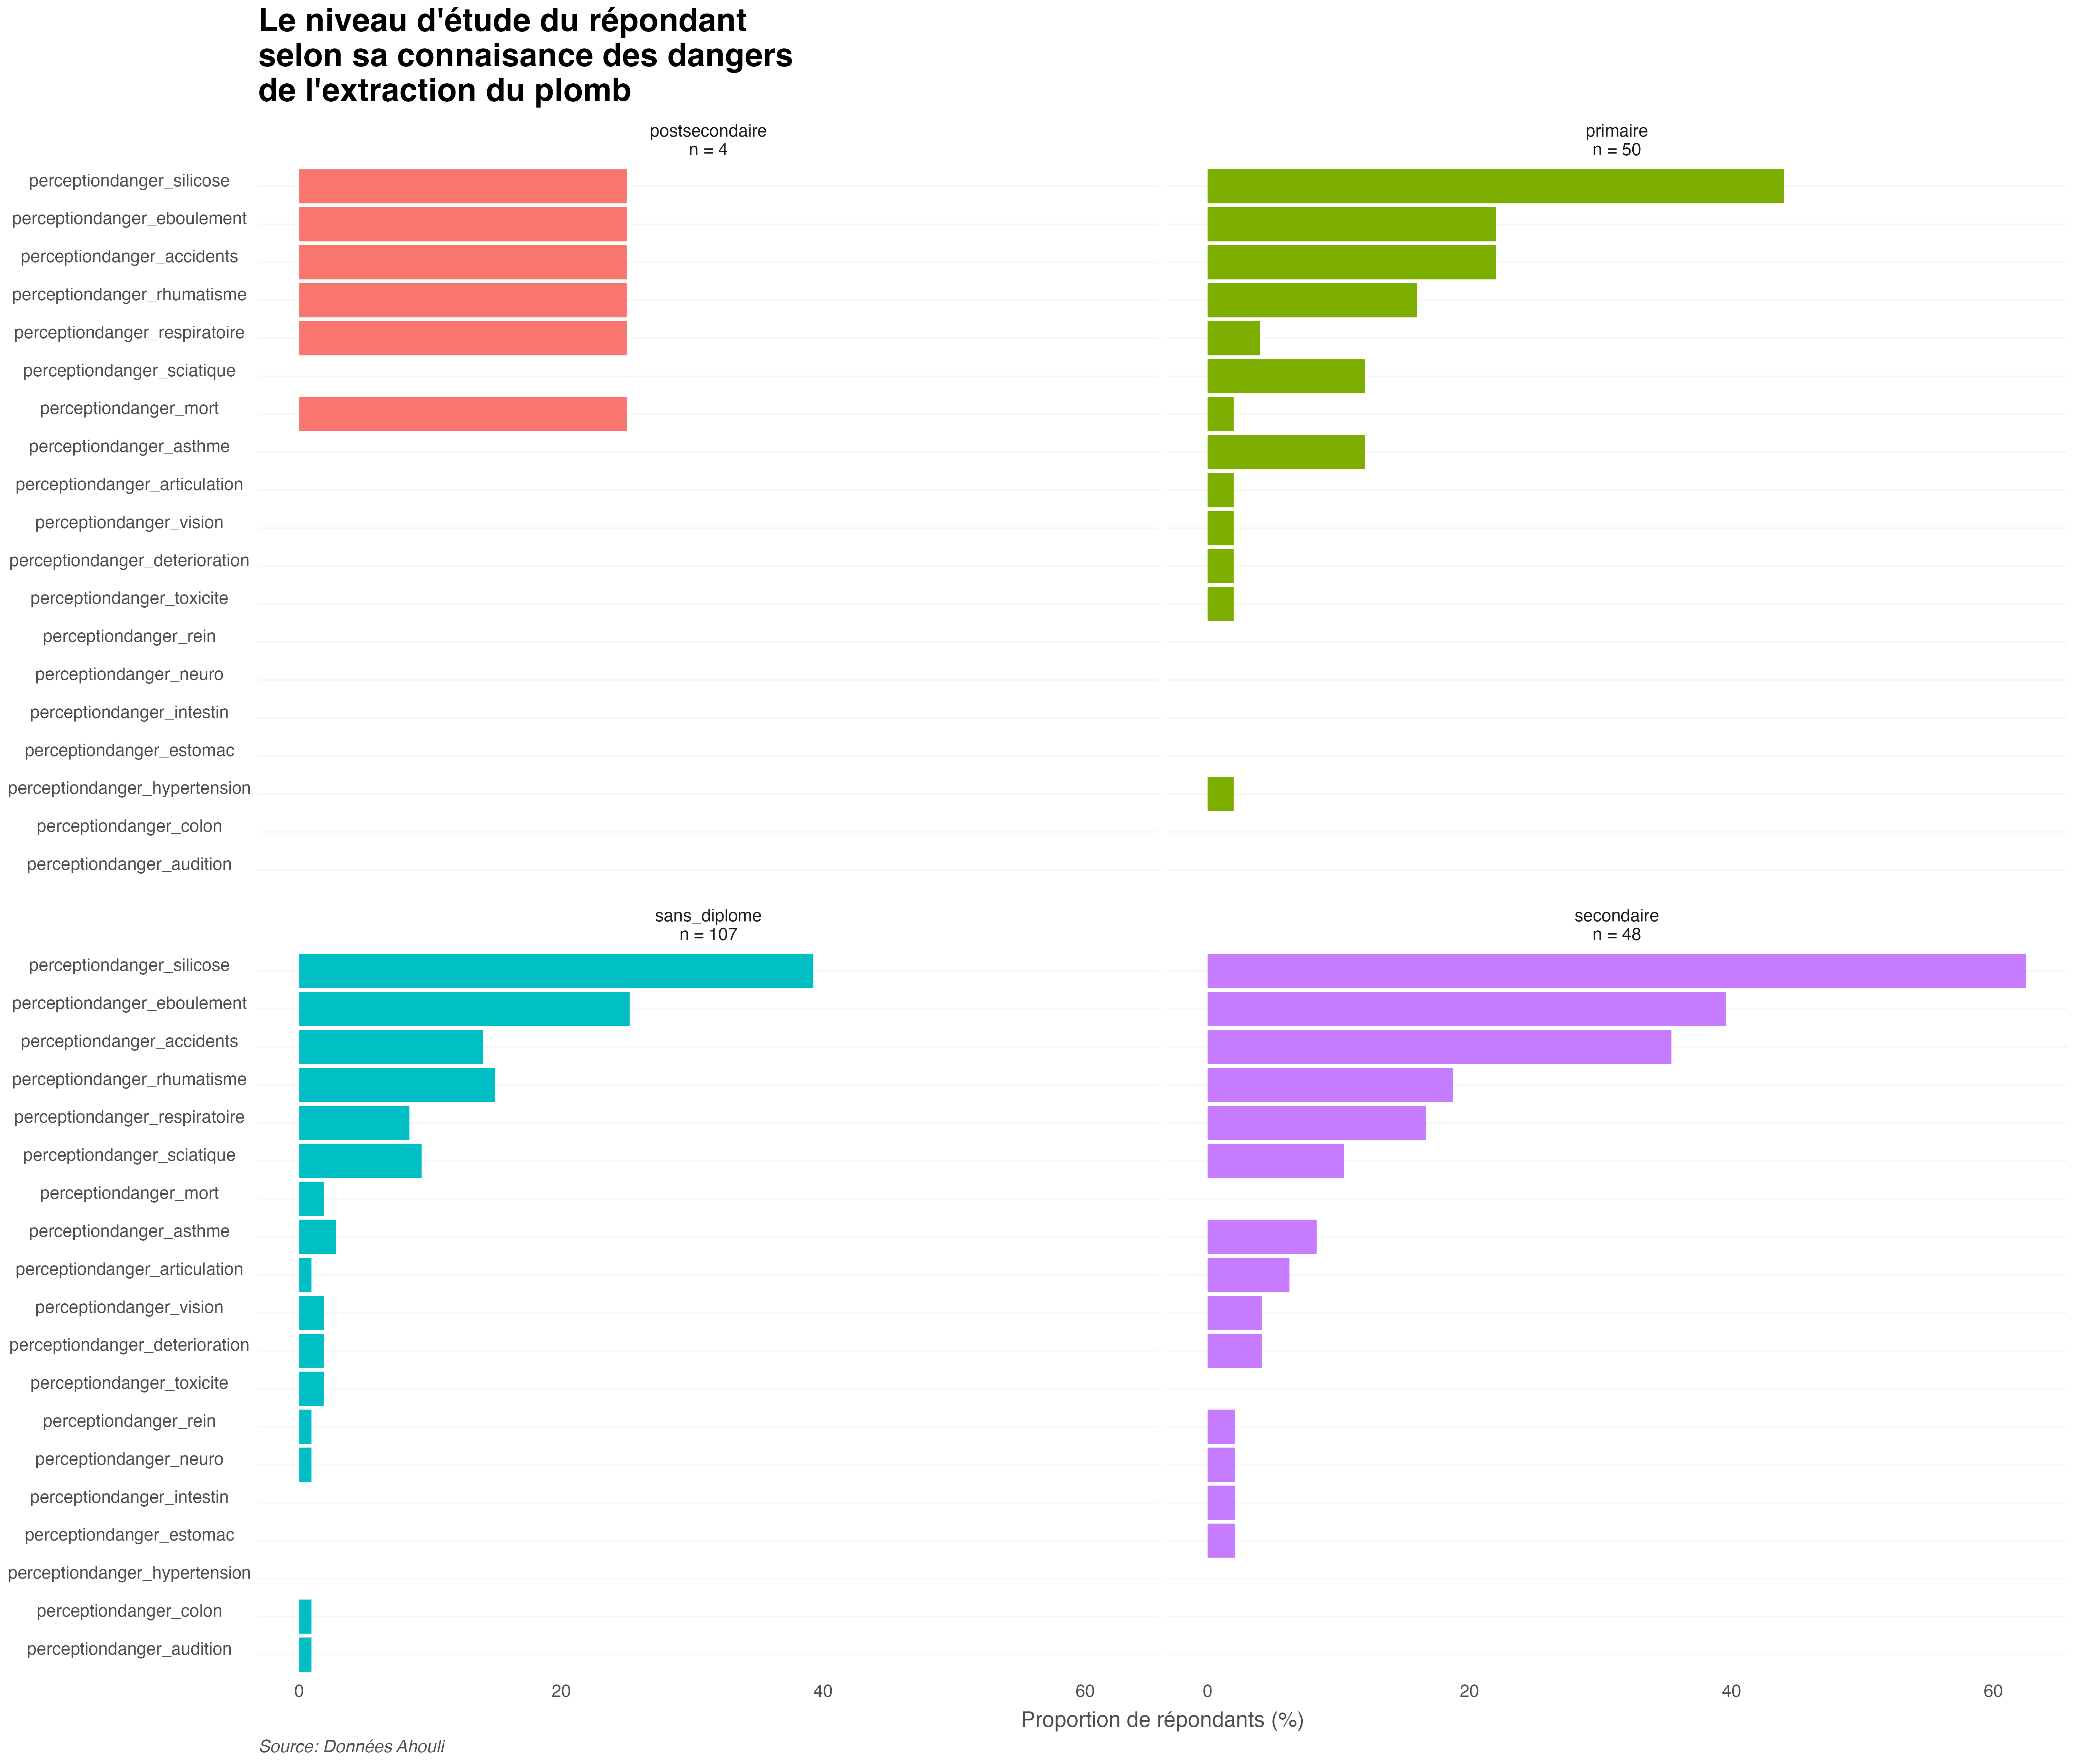 Le niveau d'étude du répondant
selon sa connaisance des dangers
de l'extraction du plomb
postsecondaire
n = 4
primaire
n = 50
perceptiondanger_silicose
perceptiondanger_eboulement
perceptiondanger_accidents
perceptiondanger_rhumatisme
perceptiondanger_respiratoire
perceptiondanger_sciatique
perceptiondanger_mort
perceptiondanger_asthme
perceptiondanger_articulation
perceptiondanger_vision
perceptiondanger_deterioration
perceptiondanger_toxicite
perceptiondanger_rein
perceptiondanger_neuro
perceptiondanger_intestin
perceptiondanger_estomac
perceptiondanger_hypertension
perceptiondanger_colon
perceptiondanger_audition
sans_diplome
n = 107
secondaire
n = 48
perceptiondanger_silicose
perceptiondanger_eboulement
perceptiondanger_accidents
perceptiondanger_rhumatisme
perceptiondanger_respiratoire
perceptiondanger_sciatique
perceptiondanger_mort
perceptiondanger_asthme
perceptiondanger_articulation
perceptiondanger_vision
perceptiondanger_deterioration
perceptiondanger_toxicite
perceptiondanger_rein
perceptiondanger_neuro
perceptiondanger_intestin
perceptiondanger_estomac
perceptiondanger_hypertension
perceptiondanger_colon
perceptiondanger_audition
0 20 40 60 0 20 40 60
Proportion de répondants (%)
Source: Données Ahouli